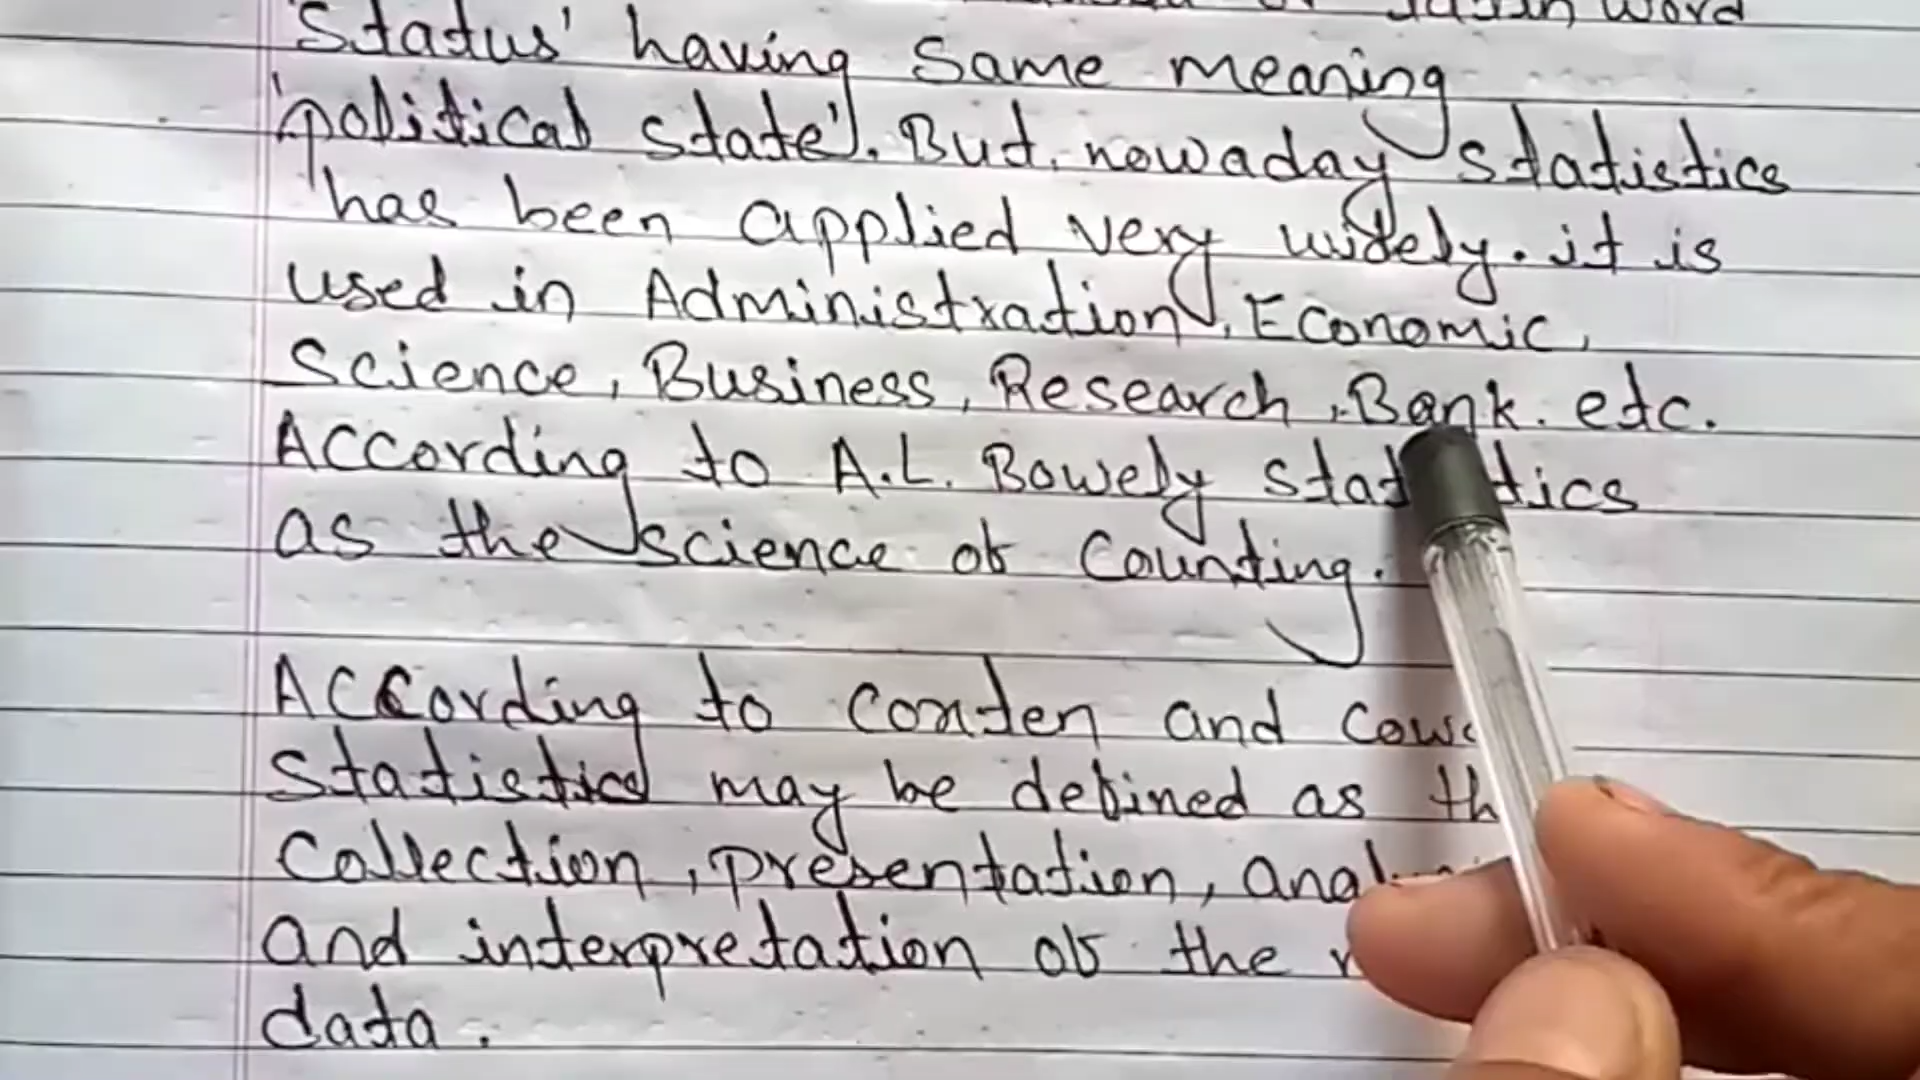 word
'Status' having same meaning
'political state'. But nowaday statistics
has been applied very widely. it is
used in Administration, Economic,
Science, Business, Research, Bank. etc.
According to A.L. Bowely
as the science of Counting.
According to Coxten and
Statistics may be defined as
Collection, presentation,
and interpretation of the
data.